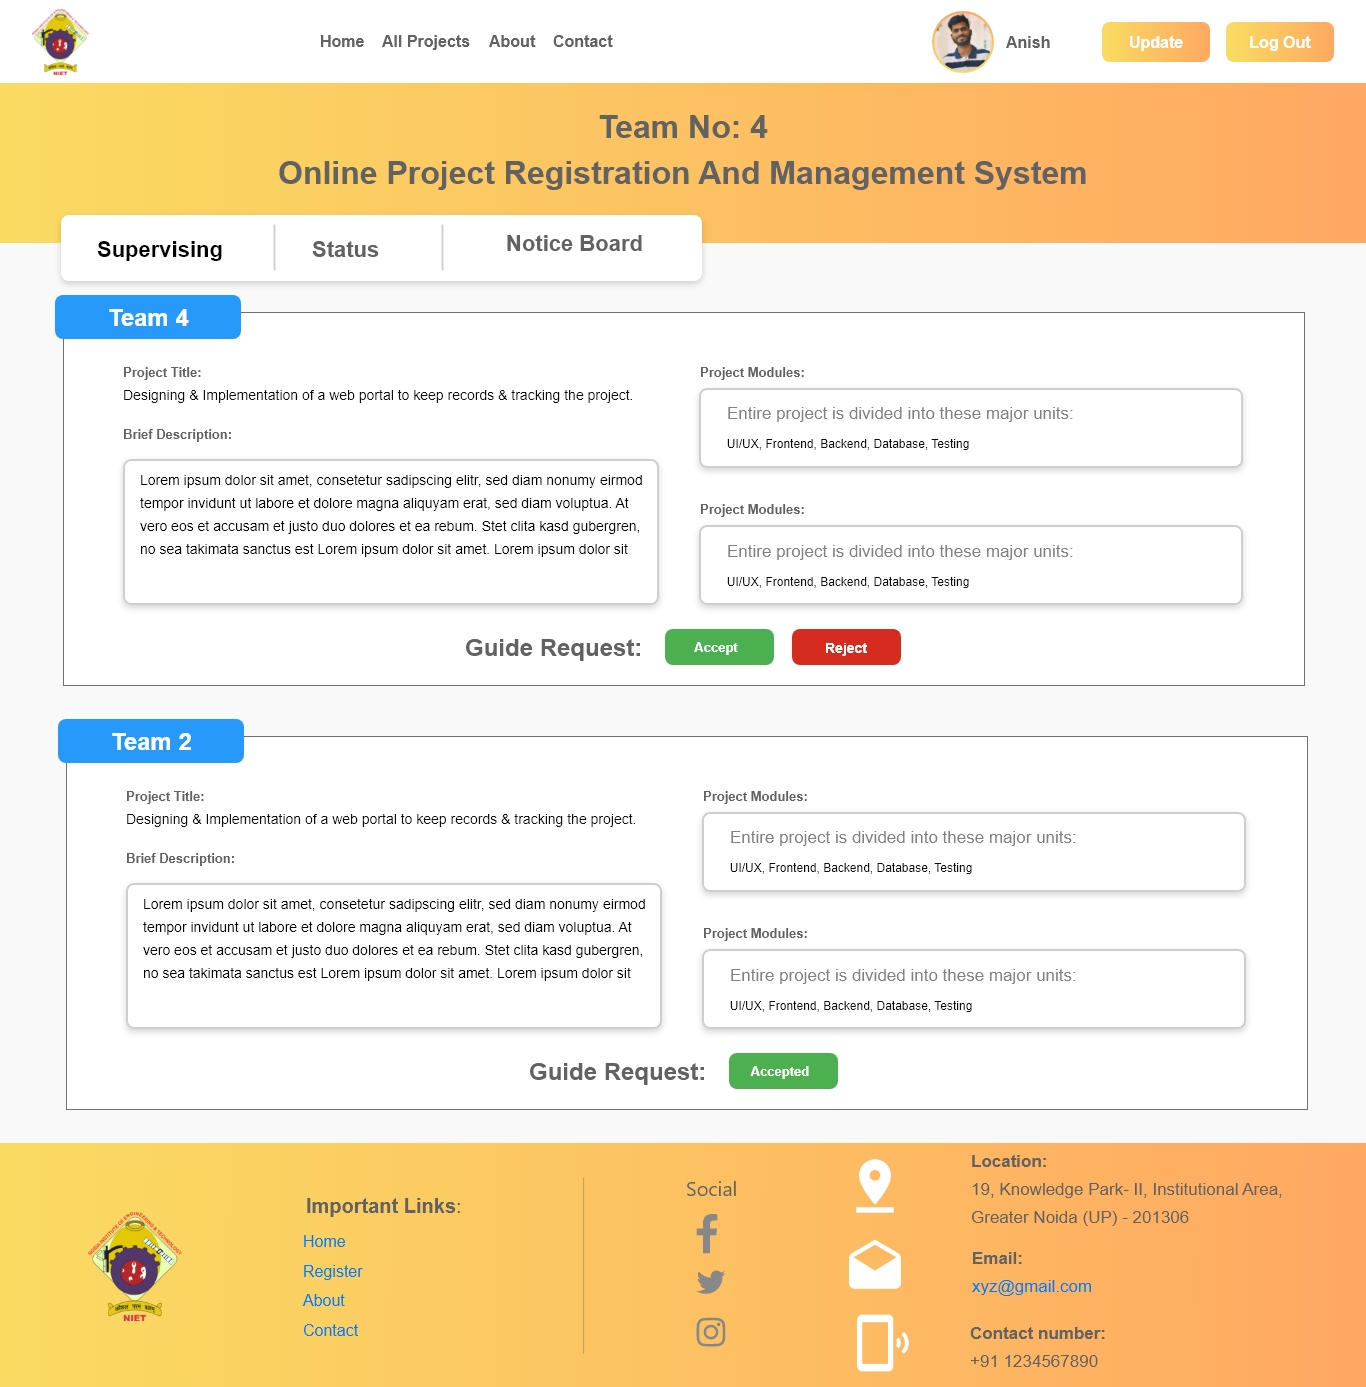 NIET
Home
All Projects
About
Contact
Anish
Update
Log Out
Team No: 4
Online Project Registration And Management System
Supervising
Status
Notice Board
Team 4
Project Title:
Designing & Implementation of a web portal to keep records & tracking the project.
Brief Description:
Lorem ipsum dolor sit amet, consetetur sadipscing elitr, sed diam nonumy eirmod
tempor invidunt ut labore et dolore magna aliquyam erat, sed diam voluptua. At
vero eos et accusam et justo duo dolores et ea rebum. Stet clita kasd gubergren,
no sea takimata sanctus est Lorem ipsum dolor sit amet. Lorem ipsum dolor sit
Project Modules:
Entire project is divided into these major units:
UI/UX, Frontend, Backend, Database, Testing
Project Modules:
Entire project is divided into these major units:
UI/UX, Frontend, Backend, Database, Testing
Guide Request:
Accept
Reject
Team 2
Project Title:
Designing & Implementation of a web portal to keep records & tracking the project.
Brief Description:
Lorem ipsum dolor sit amet, consetetur sadipscing elitr, sed diam nonumy eirmod
tempor invidunt ut labore et dolore magna aliquyam erat, sed diam voluptua. At
vero eos et accusam et justo duo dolores et ea rebum. Stet clita kasd gubergren,
no sea takimata sanctus est Lorem ipsum dolor sit amet. Lorem ipsum dolor sit
Project Modules:
Entire project is divided into these major units:
UI/UX, Frontend, Backend, Database, Testing
Project Modules:
Entire project is divided into these major units:
UI/UX, Frontend, Backend, Database, Testing
Guide Request:
Accepted
NIET
Important Links:
Home
Register
About
Contact
Social
Location:
19, Knowledge Park- II, Institutional Area,
Greater Noida (UP) - 201306
Email:
xyz@gmail.com
Contact number:
+91 1234567890